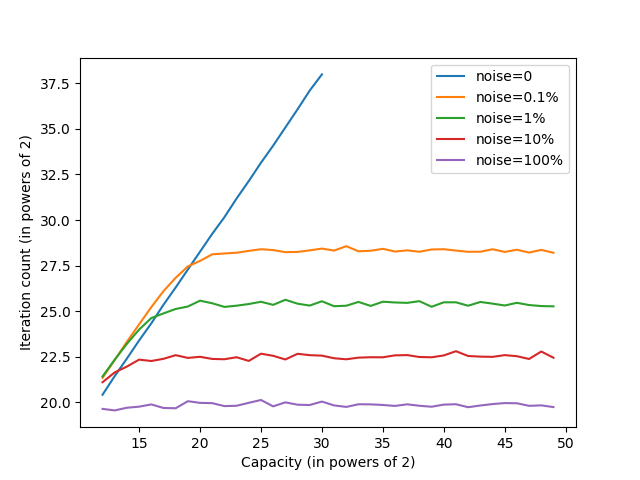 noise=0
noise=0.1%
noise=1%
noise=10%
noise=100%
37.5
35.0
32.5
30.0
27.5
25.0
22.5
20.0
Iteration count (in powers of 2)
15 20 25 30 35 40 45 50
Capacity (in powers of 2)